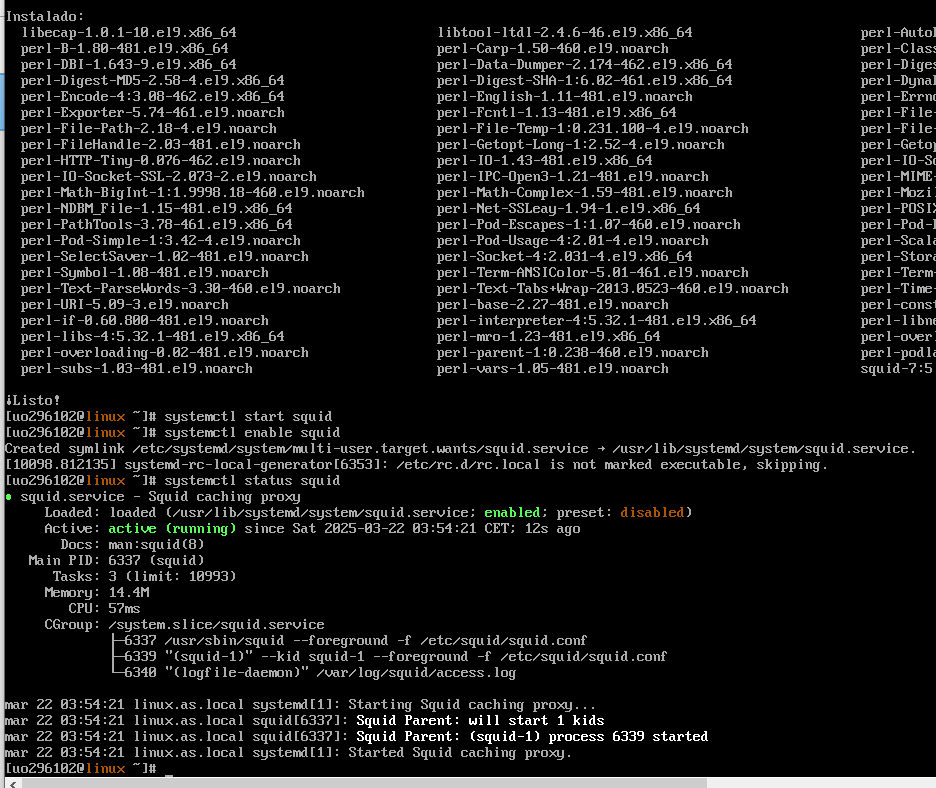 Instalado:
libecap-1.0.1-10.el9.x86_64 libtool-ltdl-2.4.6-46.el9.x86_64 perl-AutoL
perl-B-1.80-481.el9.x86_64 perl-Carp-1.50-460.el9.noarch perl-Class
perl-DBI-1.643-9.el9.x86_64 perl-Data-Dumper-2.174-462.el9.x86_64 perl-Diges
perl-Digest-MD5-2.58-4.el9.x86_64 perl-Digest-SHA-1:6.02-461.el9.x86_64 perl-Dynal
perl-Encode-4:3.08-462.el9.x86_64 perl-English-1.11-481.el9.noarch perl-Errno
perl-Exporter-5.74-461.el9.noarch perl-Fcntl-1.13-481.el9.x86_64 perl-File-
perl-File-Path-2.18-4.el9.noarch perl-File-Temp-1:0.231.100-4.el9.noarch perl-File-
perl-FileHandle-2.03-481.el9.noarch perl-Getopt-Long-1:2.52-4.el9.noarch perl-Getop
perl-HTTP-Tiny-0.076-462.el9.noarch perl-IO-1.43-481.el9.x86_64 perl-IO-So
perl-IO-Socket-SSL-2.073-2.el9.noarch perl-IPC-Open3-1.21-481.el9.noarch perl-MIME-
perl-Math-BigInt-1:1.9998.18-460.el9.noarch perl-Math-Complex-1.59-481.el9.noarch perl-Mozil
perl-NDBM_File-1.15-481.el9.x86_64 perl-Net-SSLeay-1.94-1.el9.x86_64 perl-POSIX
perl-PathTools-3.78-461.el9.x86_64 perl-Pod-Escapes-1:1.07-460.el9.noarch perl-Pod-
perl-Pod-Simple-1:3.42-4.el9.noarch perl-Pod-Usage-4:2.01-4.el9.noarch perl-Scala
perl-SelectSaver-1.02-481.el9.noarch perl-Socket-4:2.031-4.el9.x86_64 perl-Stora
perl-Symbol-1.08-481.el9.noarch perl-Term-ANSIColor-5.01-461.el9.noarch perl-Term-
perl-Text-ParseWords-3.30-460.el9.noarch perl-Text-Tabs+Wrap-2013.0523-460.el9.noarch perl-Time-
perl-URI-5.09-3.el9.noarch perl-base-2.27-481.el9.noarch perl-const
perl-if-0.60.800-481.el9.noarch perl-interpreter-4:5.32.1-481.el9.x86_64 perl-libne
perl-libs-4:5.32.1-481.el9.x86_64 perl-mro-1.23-481.el9.x86_64 perl-overl
perl-overloading-0.02-481.el9.noarch perl-parent-1:0.238-460.el9.noarch perl-podla
perl-subs-1.03-481.el9.noarch perl-vars-1.05-481.el9.noarch squid-7:5
¡Listo!
[uo296102@linux ~]# systemctl start squid
[uo296102@linux ~]# systemctl enable squid
Created symlink /etc/systemd/system/multi-user.target.wants/squid.service → /usr/lib/systemd/system/squid.service.
[10098.812135] systemd-rc-local-generator[6353]: /etc/rc.d/rc.local is not marked executable, skipping.
[uo296102@linux ~]# systemctl status squid
● squid.service - Squid caching proxy
Loaded: loaded (/usr/lib/systemd/system/squid.service; enabled; preset: disabled)
Active: active (running) since Sat 2025-03-22 03:54:21 CET; 12s ago
Docs: man:squid(8)
Main PID: 6337 (squid)
Tasks: 3 (limit: 10993)
Memory: 14.4M
CPU: 57ms
CGroup: /system.slice/squid.service
├─6337 /usr/sbin/squid --foreground -f /etc/squid/squid.conf
├─6339 "(squid-1)" --kid squid-1 --foreground -f /etc/squid/squid.conf
└─6340 "(logfile-daemon)" /var/log/squid/access.log
mar 22 03:54:21 linux.as.local systemd[1]: Starting Squid caching proxy...
mar 22 03:54:21 linux.as.local squid[6337]: Squid Parent: will start 1 kids
mar 22 03:54:21 linux.as.local squid[6337]: Squid Parent: (squid-1) process 6339 started
mar 22 03:54:21 linux.as.local systemd[1]: Started Squid caching proxy.
[uo296102@linux ~]# _